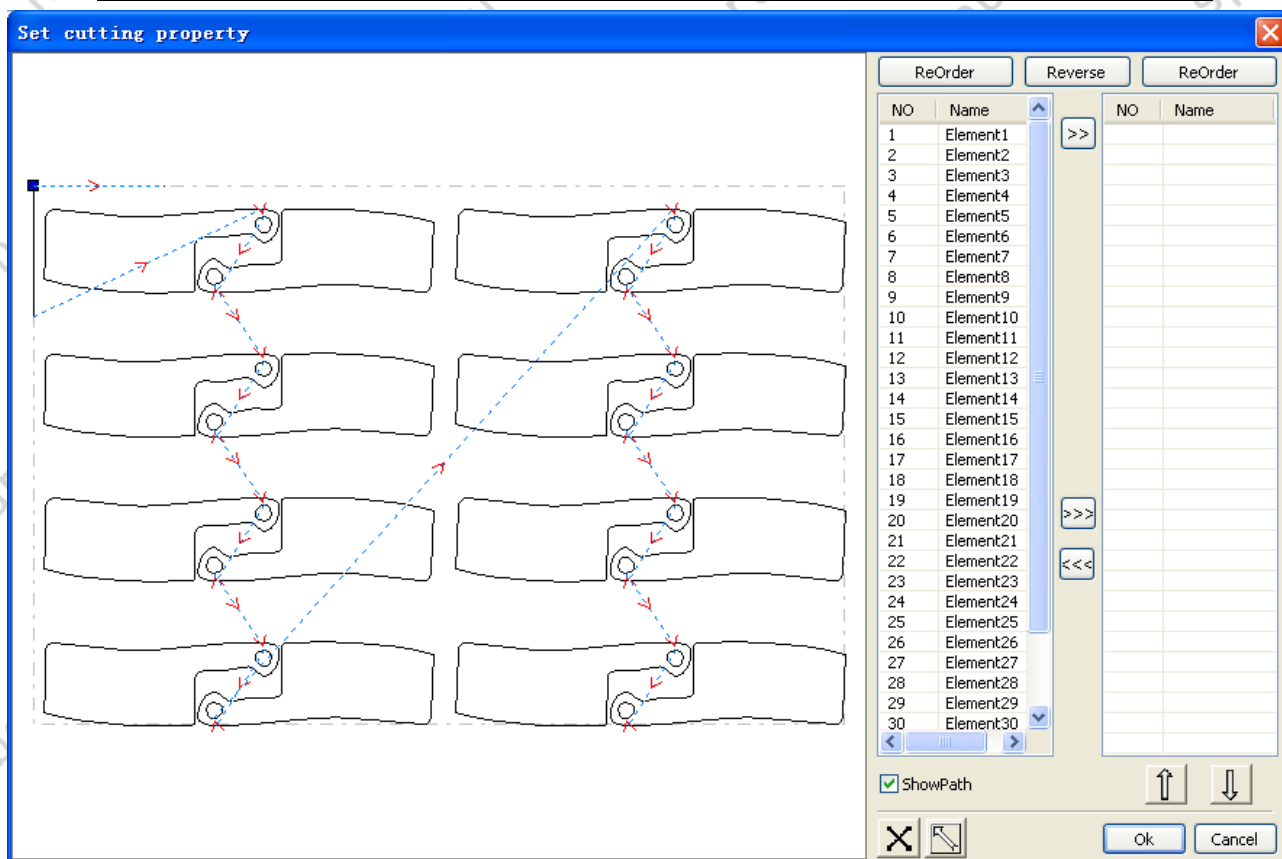 Set cutting property
ReOrder Reverse ReOrder
NO Name NO Name
1 Element1 >>
2 Element2
3 Element3
4 Element4
5 Element5
6 Element6
7 Element7
8 Element8
9 Element9
10 Element10
11 Element11
12 Element12
13 Element13
14 Element14
15 Element15
16 Element16
17 Element17
18 Element18
19 Element19
20 Element20 >>>
21 Element21
22 Element22 <<<
23 Element23
24 Element24
25 Element25
26 Element26
27 Element27
28 Element28
29 Element29
30 Element30
ShowPath
Ok Cancel